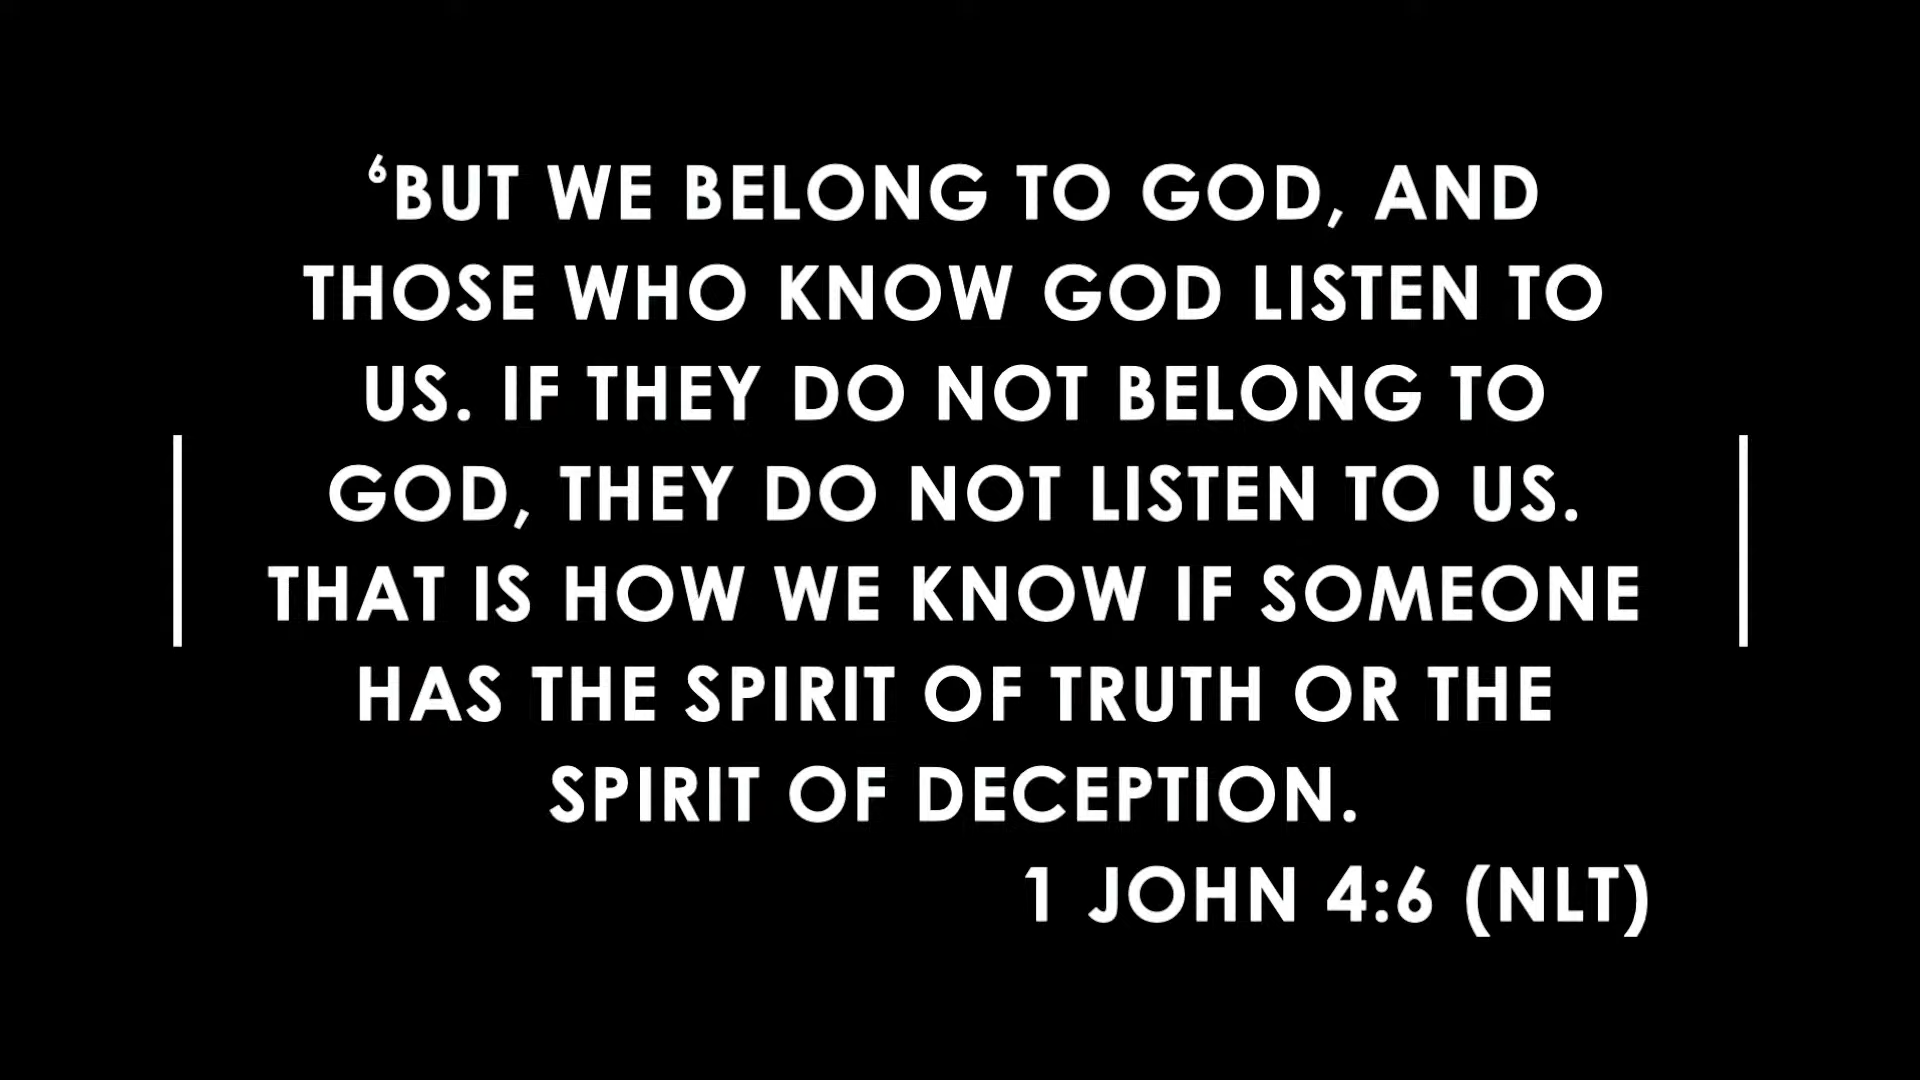 ⁶BUT WE BELONG TO GOD, AND
THOSE WHO KNOW GOD LISTEN TO
US. IF THEY DO NOT BELONG TO
GOD, THEY DO NOT LISTEN TO US.
THAT IS HOW WE KNOW IF SOMEONE
HAS THE SPIRIT OF TRUTH OR THE
SPIRIT OF DECEPTION.
1 JOHN 4:6 (NLT)